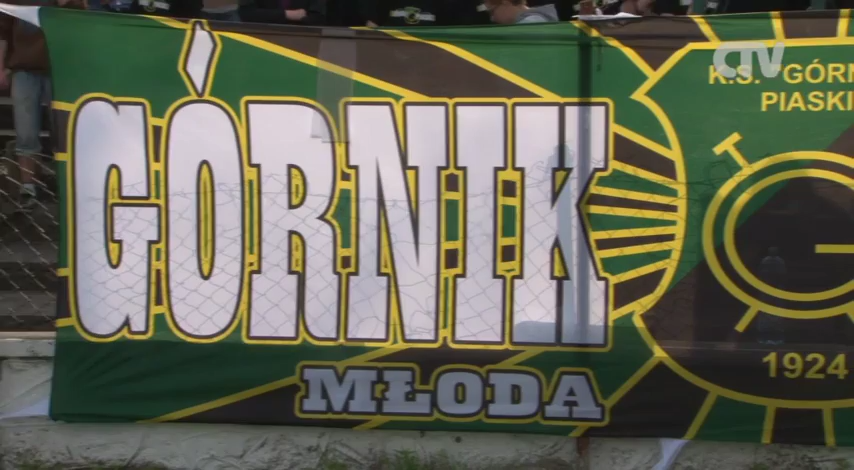 CTV
K.S. "GÓRN
PIASKI
GÓRNIK
G
1924
MŁODA